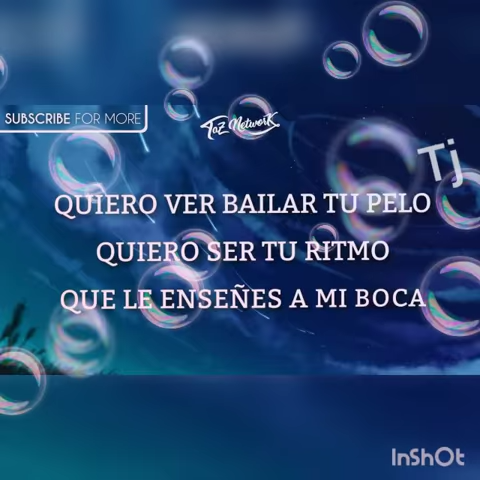 SUBSCRIBE FOR MORE
TaZ NetworK
Tj
QUIERO VER BAILAR TU PELO
QUIERO SER TU RITMO
QUE LE ENSEÑES A MI BOCA
InShOt